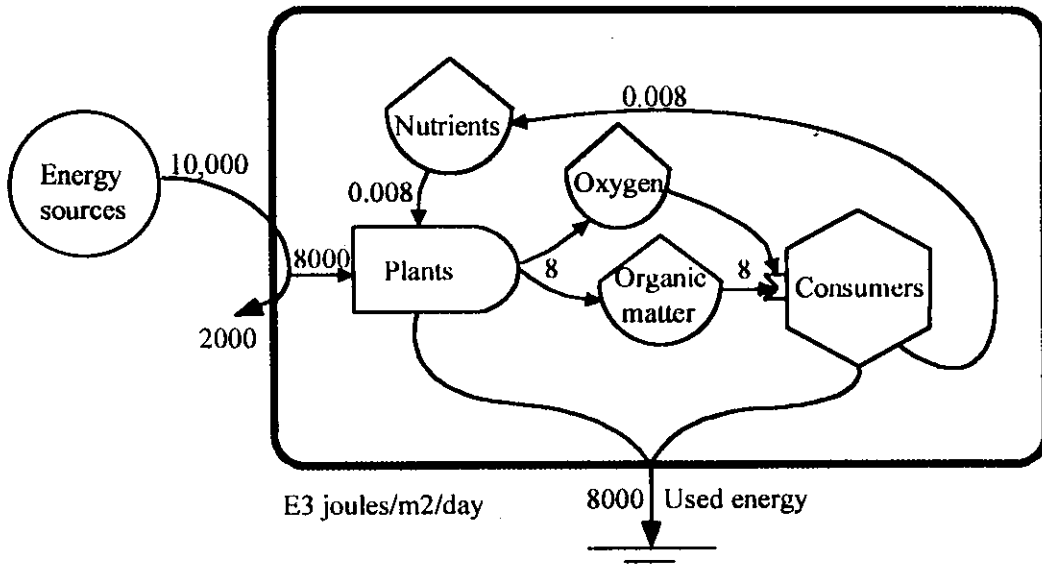 0.008
Nutrients
10,000
Energy
sources
Oxygen
0.008
8000
Plants
8
Organic
matter
8
Consumers
2000
E3 joules/m2/day
8000
Used energy